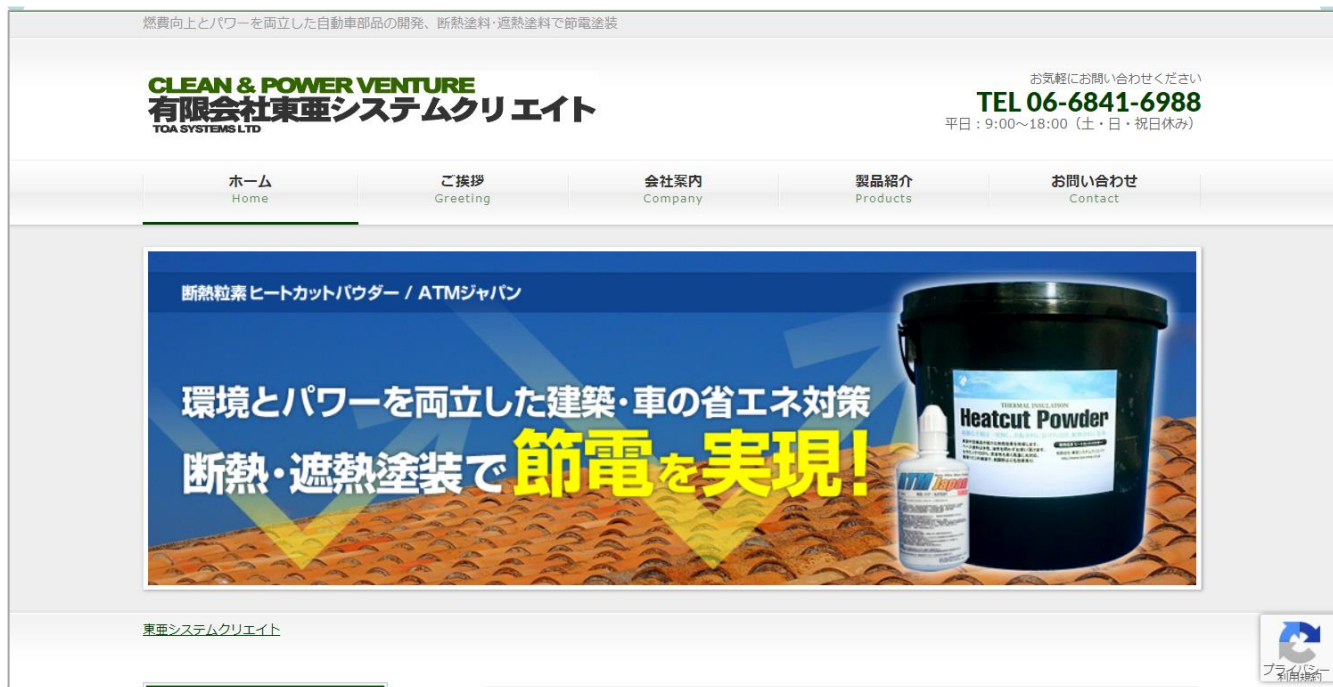 燃費向上とパワーを両立した自動車部品の開発、断熱塗料・遮熱塗料で節電塗装
CLEAN & POWER VENTURE
有限会社東亜システムクリエイト
TOA SYSTEMS LTD
お気軽にお問い合わせください
TEL 06-6841-6988
平日：9:00～18:00（土・日・祝日休み）
ホーム
Home
ご挨拶
Greeting
会社案内
Company
製品紹介
Products
お問い合わせ
Contact
断熱粒素 ヒートカットパウダー / ATMジャパン
環境とパワーを両立した建築・車の省エネ対策
断熱・遮熱塗装で節電を実現！
THERMAL INSULATION
Heatcut Powder
ATM Japan
東亜システムクリエイト
プライバシー
利用規約